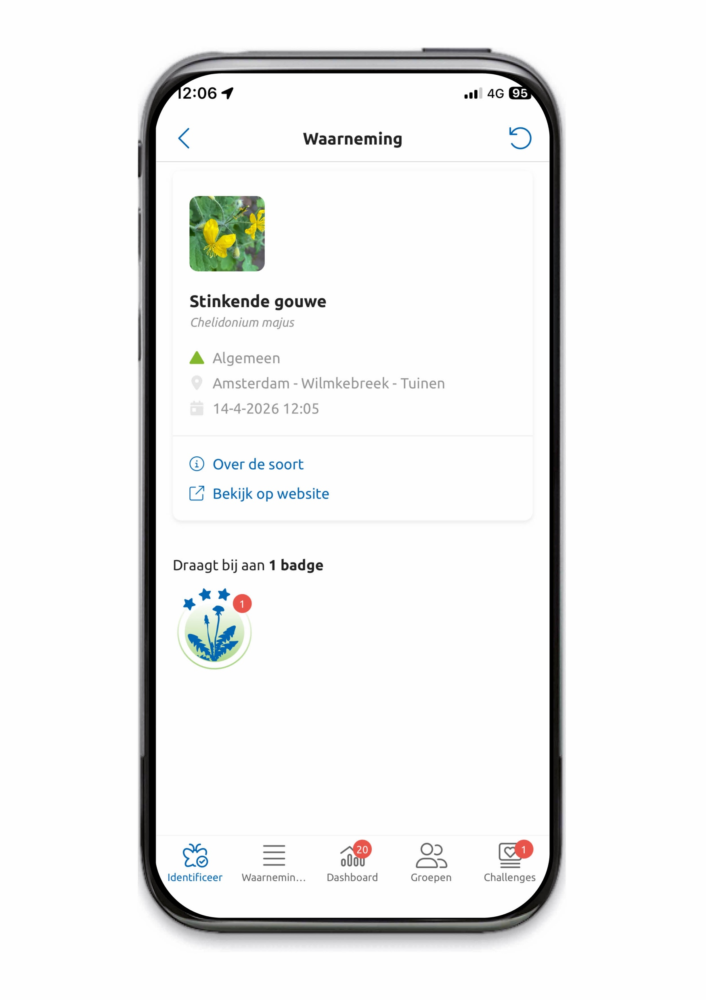 12:06
4G 95
Waarneming
Stinkende gouwe
Chelidonium majus
Algemeen
Amsterdam - Wilmkebreek - Tuinen
14-4-2026 12:05
Over de soort
Bekijk op website
Draagt bij aan 1 badge
1
20
1
Identificeer
Waarnemin...
Dashboard
Groepen
Challenges